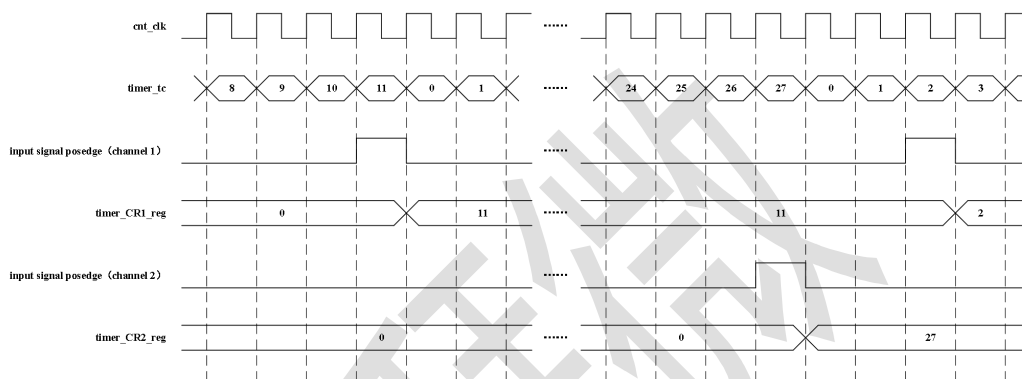 cnt_clk ......
timer_tc 8 9 10 11 0 1 ...... 24 25 26 27 0 1 2 3
input signal posedge（channel 1） ......
timer_CR1_reg 0 11 ...... 11 2
input signal posedge（channel 2） ......
timer_CR2_reg 0 ...... 0 27